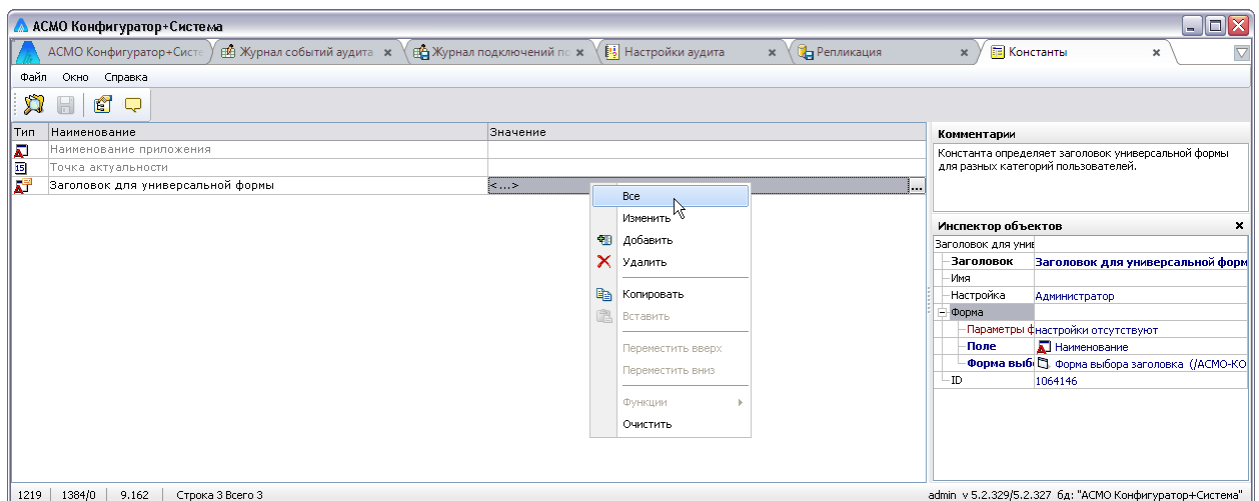 АСМО Конфигуратор+Система
АСМО Конфигуратор+Систе
Журнал событий аудита
Журнал подключений по
Настройки аудита
Репликация
Константы
Файл Окно Справка
Тип Наименование Значение
Наименование приложения
15 Точка актуальности
Заголовок для универсальной формы <...> ...
Все
Изменить
Добавить
Удалить
Копировать
Вставить
Переместить вверх
Переместить вниз
Функции
Очистить
Комментарии
Константа определяет заголовок универсальной формы
для разных категорий пользователей.
Инспектор объектов
Заголовок для унив
Заголовок Заголовок для универсальной форм
Имя
Настройка Администратор
Форма
Параметры ф настройки отсутствуют
Поле Наименование
Форма выбо Форма выбора заголовка (/АСМО-КО
ID 1064146
1219 1384/0 9.162 Строка 3 Всего 3 admin v 5.2.329/5.2.327 бд: "АСМО Конфигуратор+Система"